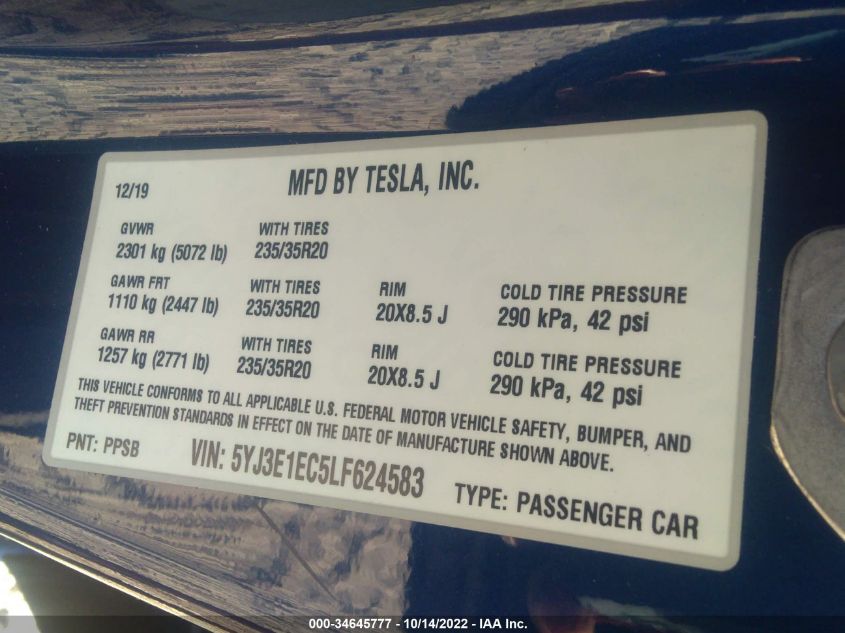 12/19
MFD BY TESLA, INC.
GVWR WITH TIRES
2301 kg (5072 lb) 235/35R20
GAWR FRT WITH TIRES RIM COLD TIRE PRESSURE
1110 kg (2447 lb) 235/35R20 20X8.5 J 290 kPa, 42 psi
GAWR RR WITH TIRES RIM COLD TIRE PRESSURE
1257 kg (2771 lb) 235/35R20 20X8.5 J 290 kPa, 42 psi
THIS VEHICLE CONFORMS TO ALL APPLICABLE U.S. FEDERAL MOTOR VEHICLE SAFETY, BUMPER, AND
THEFT PREVENTION STANDARDS IN EFFECT ON THE DATE OF MANUFACTURE SHOWN ABOVE.
PNT: PPSB VIN: 5YJ3E1EC5LF624583 TYPE: PASSENGER CAR
000-34645777 - 10/14/2022 - IAA Inc.